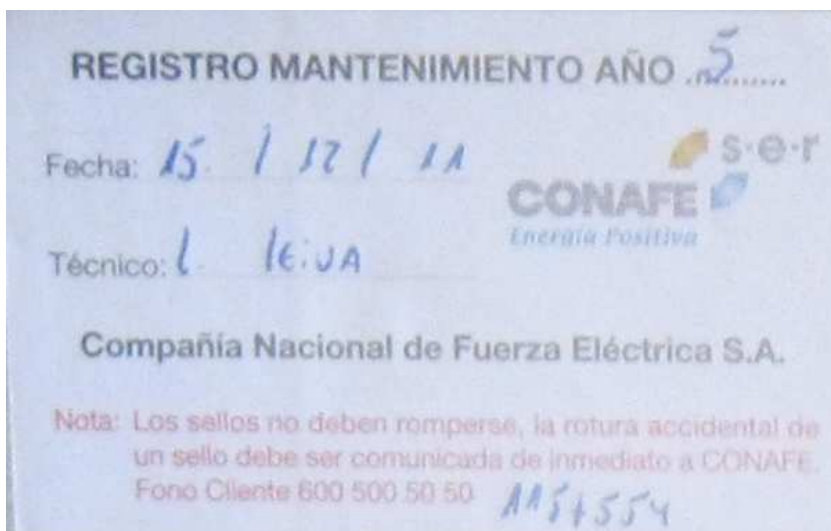 REGISTRO MANTENIMIENTO AÑO 5
Fecha: 15 / 12 / 11
s·e·r
CONAFE
Energía Positiva
Técnico: L. Leiva
Compañía Nacional de Fuerza Eléctrica S.A.
Nota: Los sellos no deben romperse, la rotura accidental de
un sello debe ser comunicada de inmediato a CONAFE.
Fono Cliente 600 500 50 50